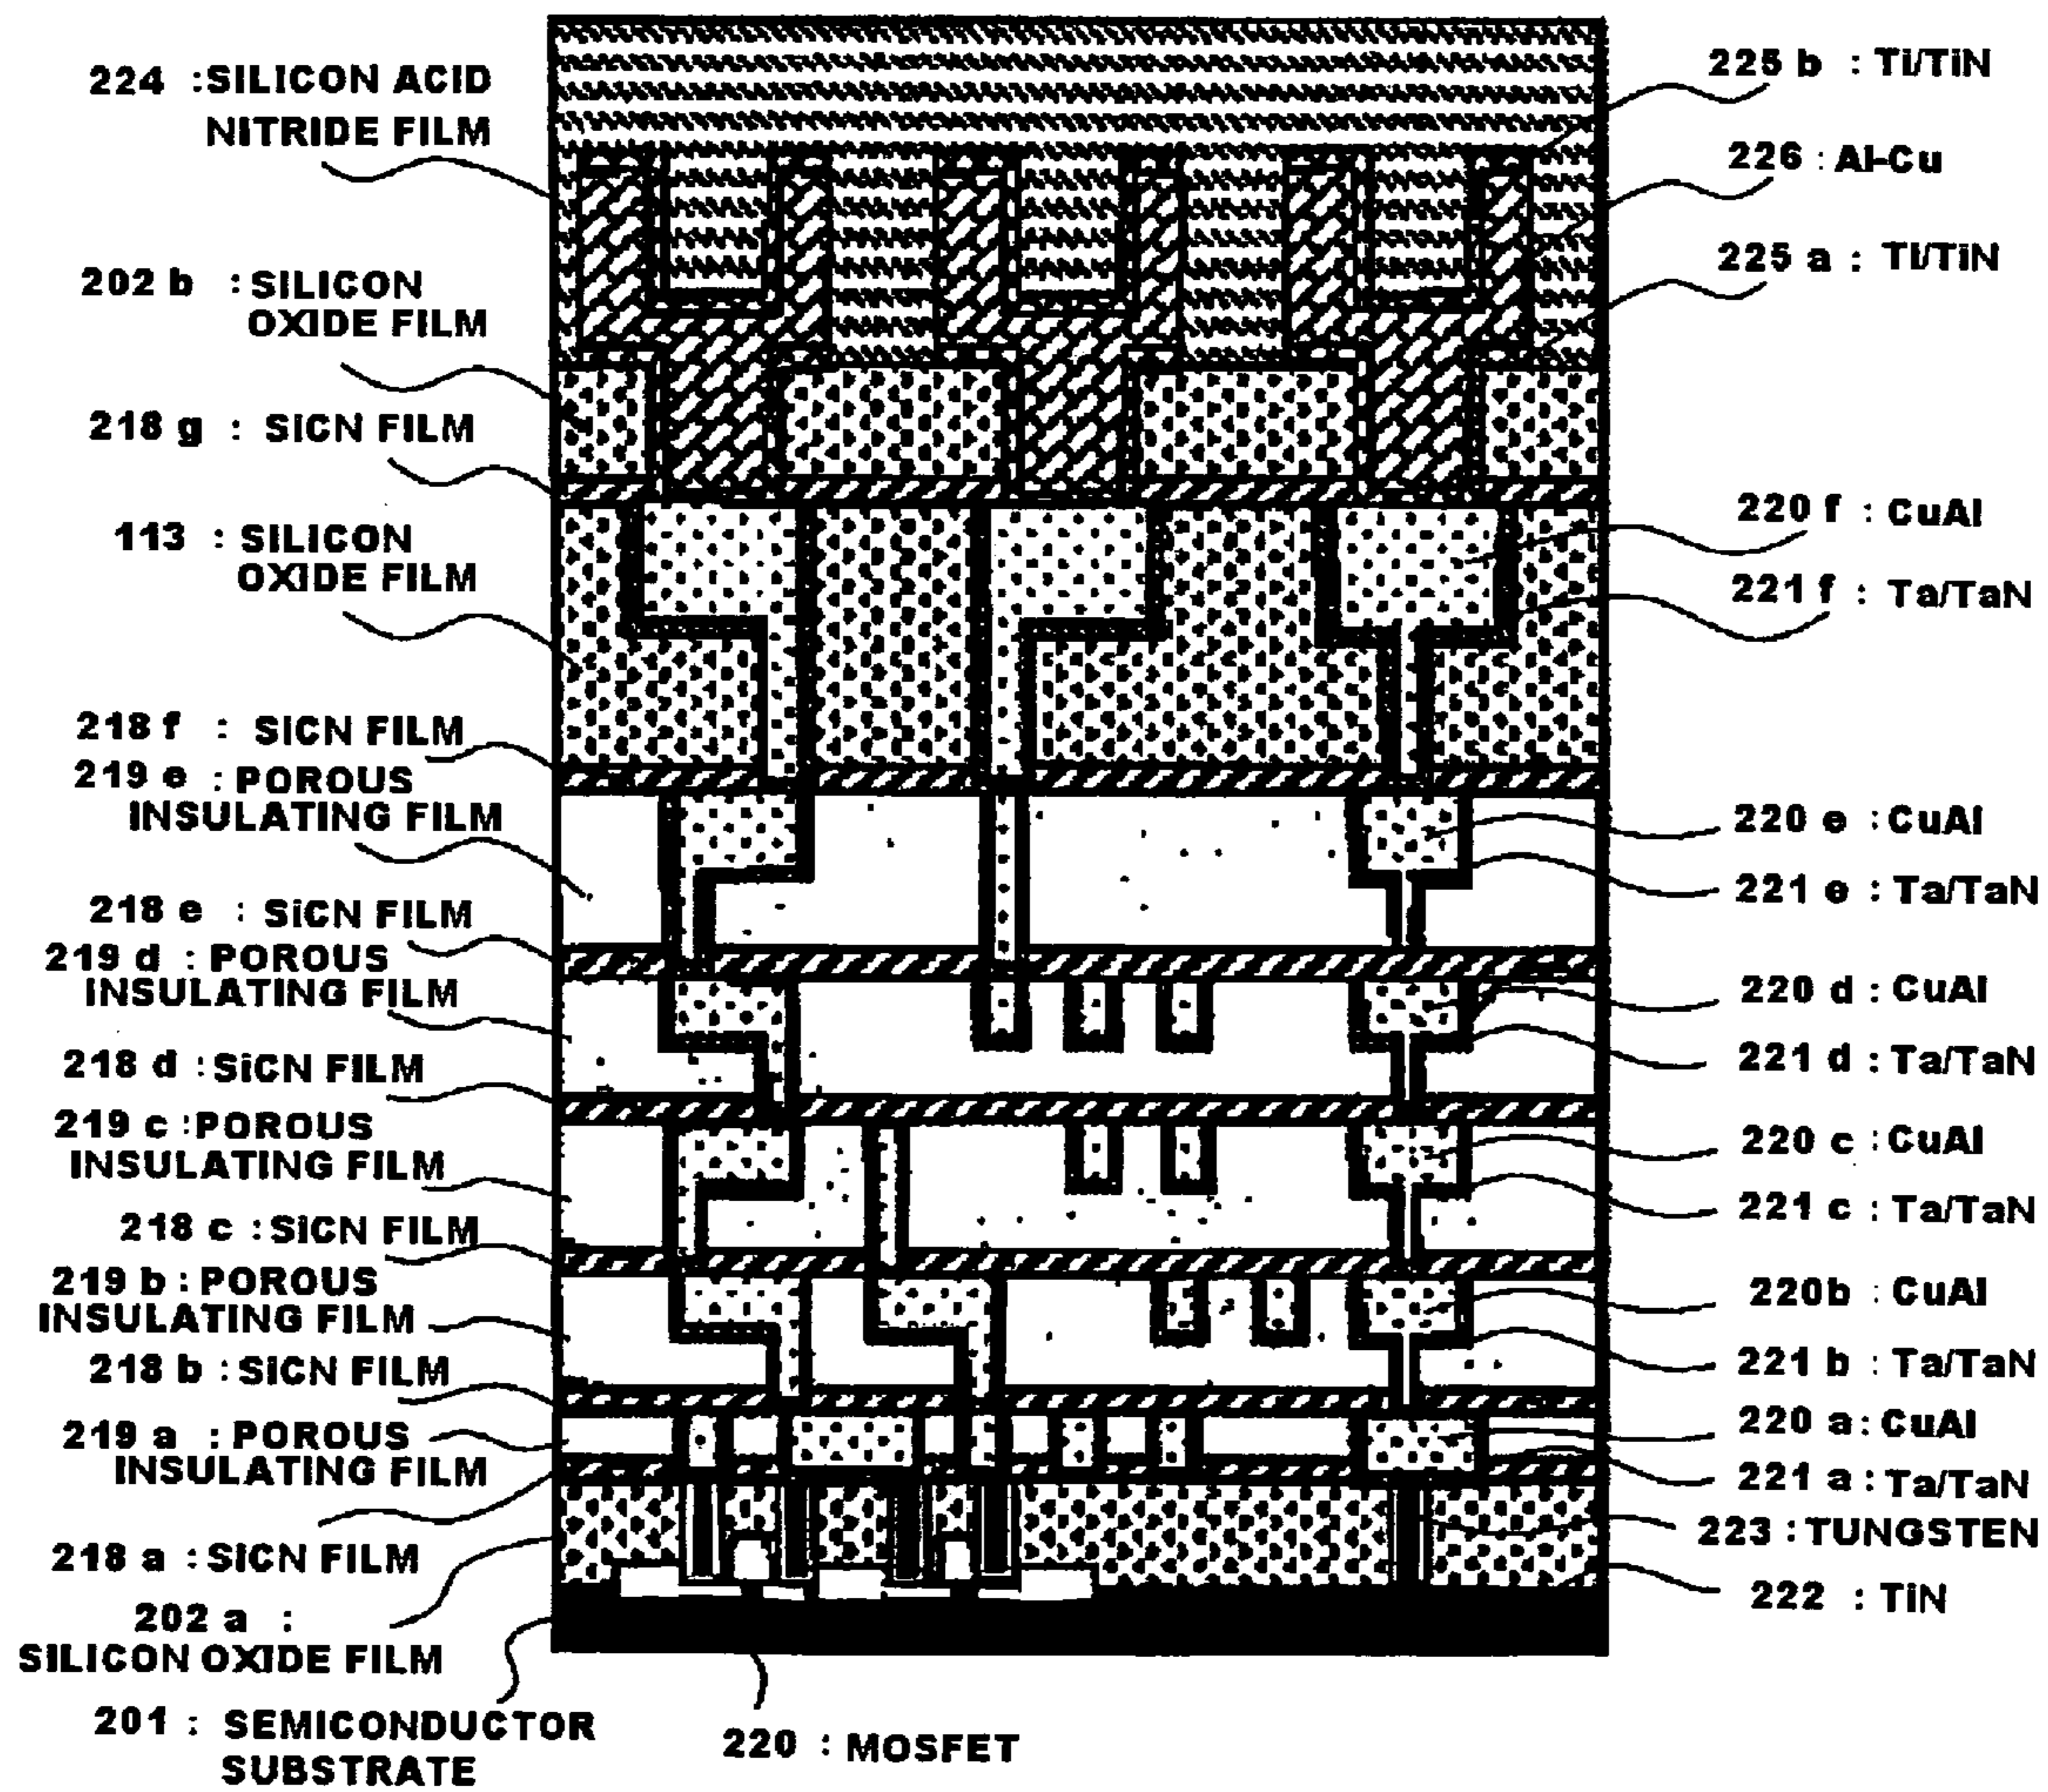 224 :SILICON ACID
NITRIDE FILM
202 b :SILICON
OXIDE FILM
218 g : SICN FILM
113 : SILICON
OXIDE FILM
218 f : SICN FILM
219 e : POROUS
INSULATING FILM
218 e : SiCN FILM
219 d : POROUS
INSULATING FILM
218 d : SiCN FILM
219 c :POROUS
INSULATING FILM
218 c : SiCN FILM
219 b : POROUS
INSULATING FILM
218 b : SiCN FILM
219 a : POROUS
INSULATING FILM
218 a : SiCN FILM
202 a :
SILICON OXIDE FILM
201 : SEMICONDUCTOR
SUBSTRATE
220 : MOSFET
225 b : Ti/TiN
226 : Al-Cu
225 a : Ti/TiN
220 f : CuAl
221 f : Ta/TaN
220 e : CuAl
221 e : Ta/TaN
220 d : CuAl
221 d : Ta/TaN
220 c : CuAl
221 c : Ta/TaN
220b : CuAl
221 b : Ta/TaN
220 a : CuAl
221 a : Ta/TaN
223 : TUNGSTEN
222 : TiN